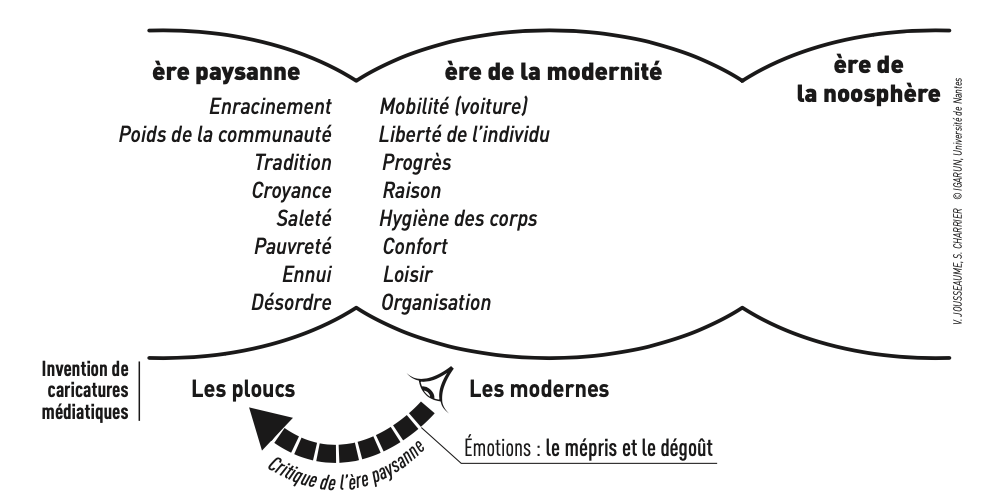 ère paysanne
ère de la modernité
ère de
la noosphère
Enracinement
Mobilité (voiture)
Poids de la communauté
Liberté de l'individu
Tradition
Progrès
Croyance
Raison
Saleté
Hygiène des corps
Pauvreté
Confort
Ennui
Loisir
Désordre
Organisation
V. JOUSSEAUME, S. CHARRIER © IGARUN, Université de Nantes
Invention de
caricatures
médiatiques
Les ploucs
Les modernes
Critique de l'ère paysanne
Émotions : le mépris et le dégoût